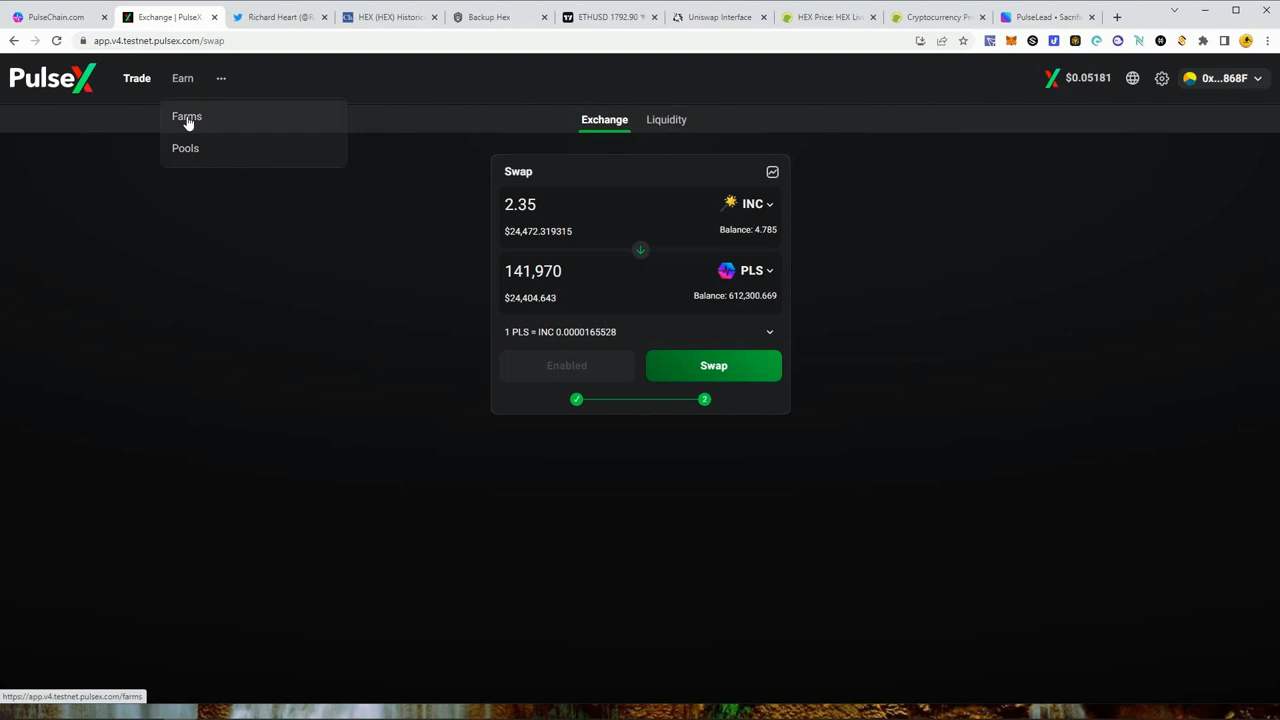 PulseChain.com
Exchange | PulseX
Richard Heart (@R
HEX (HEX) Historic
Backup Hex
ETHUSD 1792.90
Uniswap Interface
HEX Price: HEX Liv
Cryptocurrency Pr
PulseLead • Sacrifi
app.v4.testnet.pulsex.com/swap
PulseX
Trade
Earn
...
$0.05181
0x...868F
Farms
Pools
Exchange
Liquidity
Swap
2.35
INC
$24,472.319315
Balance: 4.785
141,970
PLS
$24,404.643
Balance: 612,300.669
1 PLS = INC 0.0000165528
Enabled
Swap
2
https://app.v4.testnet.pulsex.com/farms